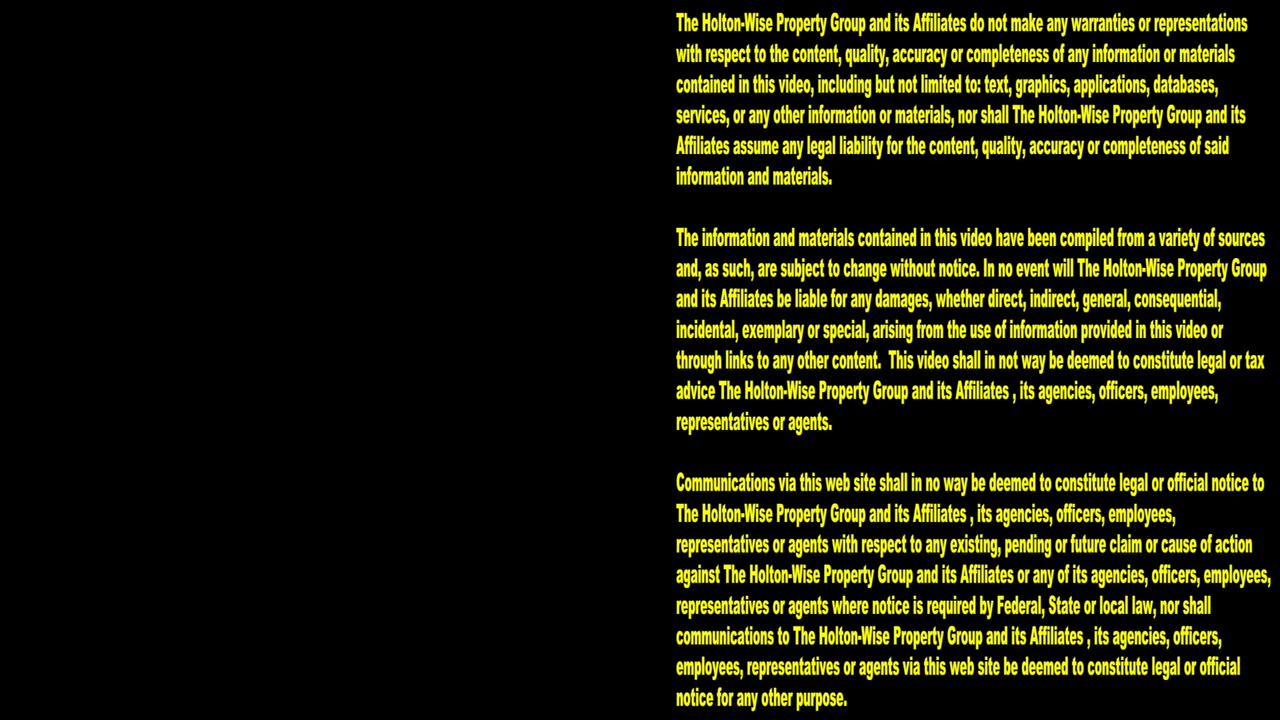 The Holton-Wise Property Group and its Affiliates do not make any warranties or representations
with respect to the content, quality, accuracy or completeness of any information or materials
contained in this video, including but not limited to: text, graphics, applications, databases,
services, or any other information or materials, nor shall The Holton-Wise Property Group and its
Affiliates assume any legal liability for the content, quality, accuracy or completeness of said
information and materials.
The information and materials contained in this video have been compiled from a variety of sources
and, as such, are subject to change without notice. In no event will The Holton-Wise Property Group
and its Affiliates be liable for any damages, whether direct, indirect, general, consequential,
incidental, exemplary or special, arising from the use of information provided in this video or
through links to any other content.  This video shall in not way be deemed to constitute legal or tax
advice The Holton-Wise Property Group and its Affiliates , its agencies, officers, employees,
representatives or agents.
Communications via this web site shall in no way be deemed to constitute legal or official notice to
The Holton-Wise Property Group and its Affiliates , its agencies, officers, employees,
representatives or agents with respect to any existing, pending or future claim or cause of action
against The Holton-Wise Property Group and its Affiliates or any of its agencies, officers, employees,
representatives or agents where notice is required by Federal, State or local law, nor shall
communications to The Holton-Wise Property Group and its Affiliates , its agencies, officers,
employees, representatives or agents via this web site be deemed to constitute legal or official
notice for any other purpose.